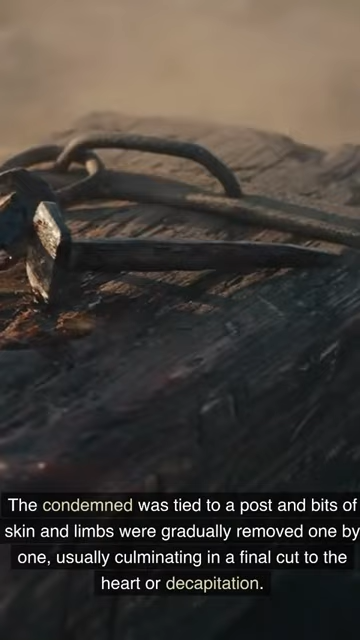 The condemned was tied to a post and bits of
skin and limbs were gradually removed one by
one, usually culminating in a final cut to the
heart or decapitation.